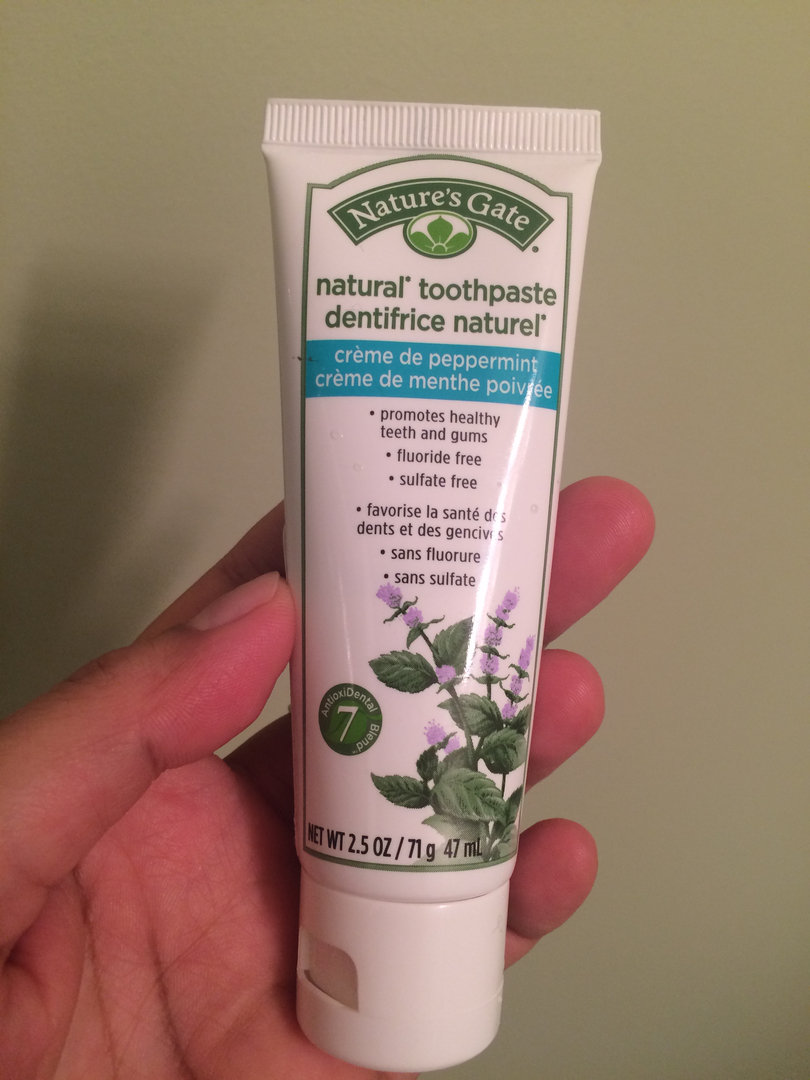 Nature's Gate
natural* toothpaste
dentifrice naturel*
crème de peppermint
crème de menthe poivrée
• promotes healthy
teeth and gums
• fluoride free
• sulfate free
• favorise la santé des
dents et des gencives
• sans fluorure
• sans sulfate
AntioxiDental
7
Blend™
NET WT 2.5 OZ / 71 g 47 mL